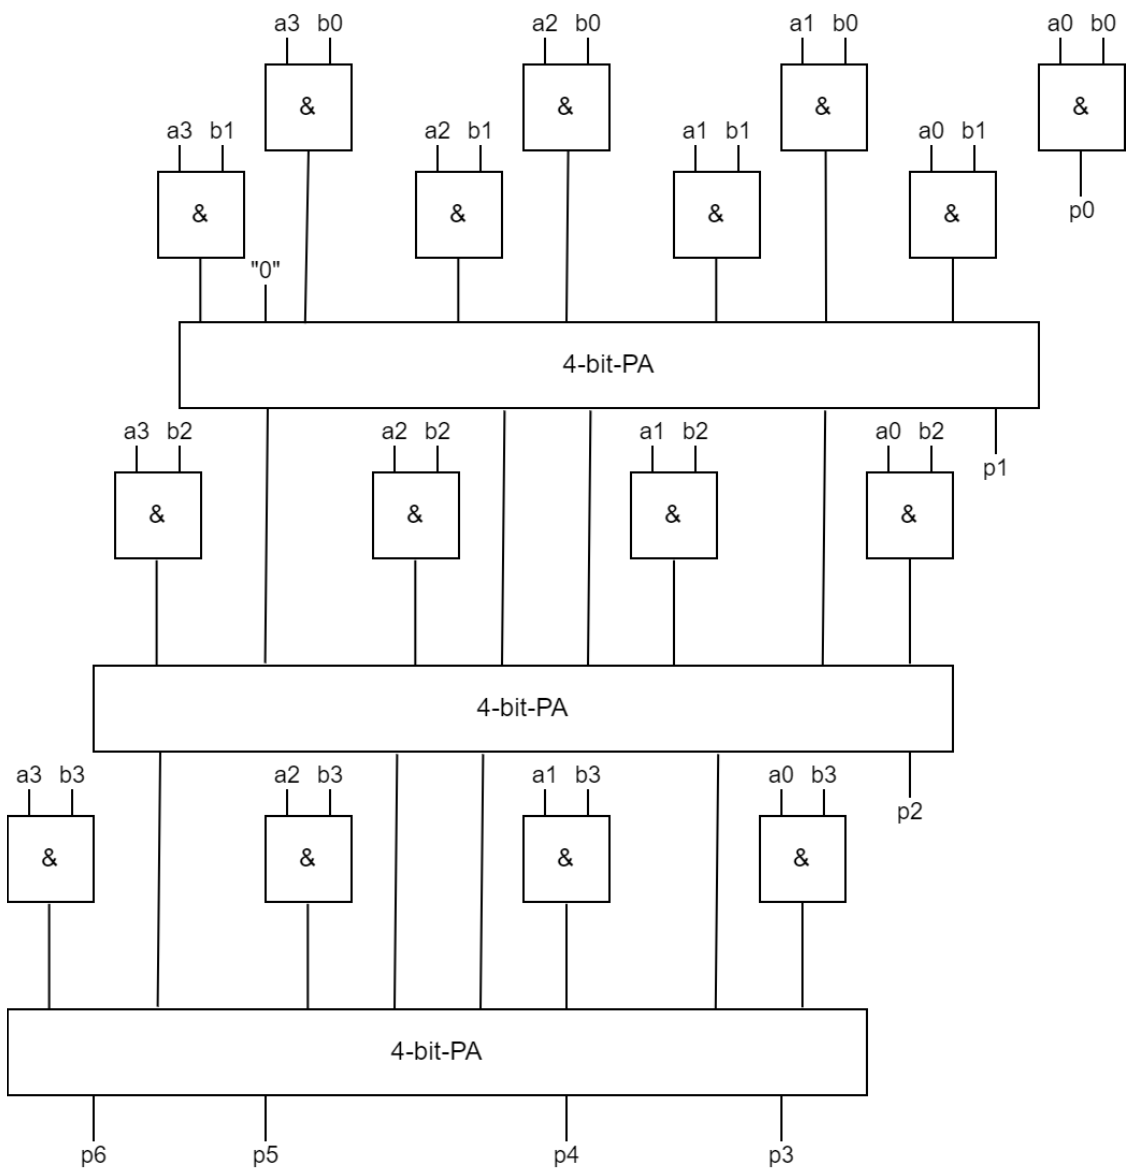 a3 b0 a2 b0 a1 b0 a0 b0
& & & &
a3 b1 a2 b1 a1 b1 a0 b1
& & & &
p0
"0"
4-bit-PA
a3 b2 a2 b2 a1 b2 a0 b2
p1
& & & &
4-bit-PA
a3 b3 a2 b3 a1 b3 a0 b3
p2
& & & &
4-bit-PA
p6 p5 p4 p3